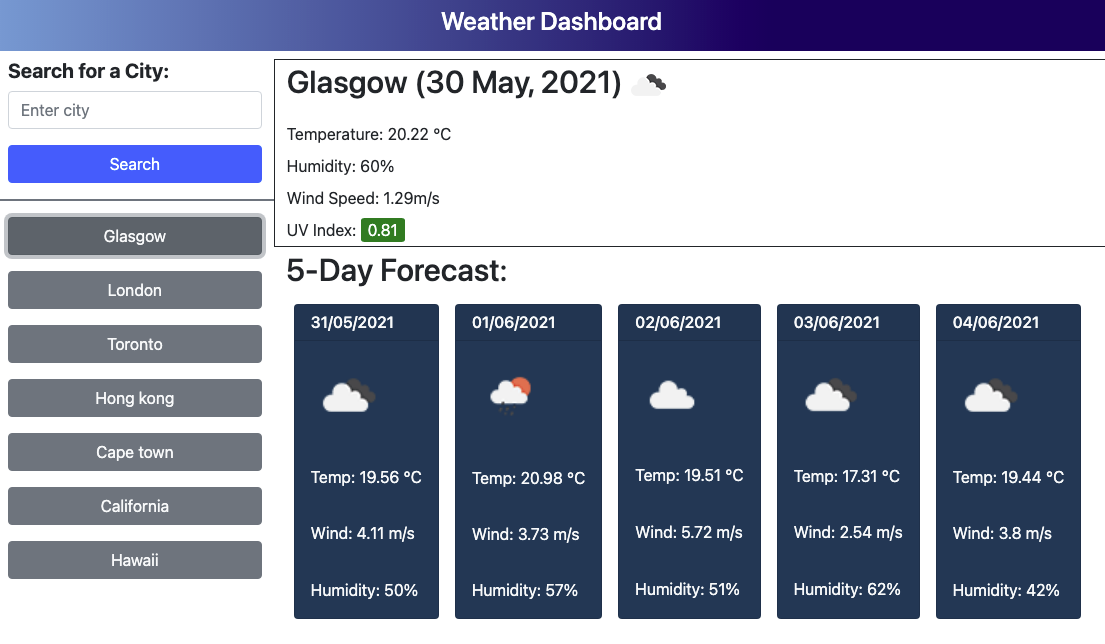 Weather Dashboard
Search for a City:
Enter city
Search
Glasgow
London
Toronto
Hong kong
Cape town
California
Hawaii
Glasgow (30 May, 2021)
Temperature: 20.22 °C
Humidity: 60%
Wind Speed: 1.29m/s
UV Index: 0.81
5-Day Forecast:
31/05/2021
Temp: 19.56 °C
Wind: 4.11 m/s
Humidity: 50%
01/06/2021
Temp: 20.98 °C
Wind: 3.73 m/s
Humidity: 57%
02/06/2021
Temp: 19.51 °C
Wind: 5.72 m/s
Humidity: 51%
03/06/2021
Temp: 17.31 °C
Wind: 2.54 m/s
Humidity: 62%
04/06/2021
Temp: 19.44 °C
Wind: 3.8 m/s
Humidity: 42%